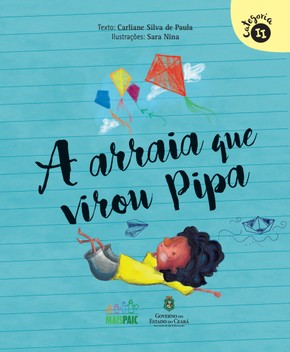 Texto: Carliane Silva de Paula
Ilustrações: Sara Nina
Categoria
II
A arraia que
virou Pipa
MAISPAIC
GOVERNO DO
ESTADO DO CEARÁ